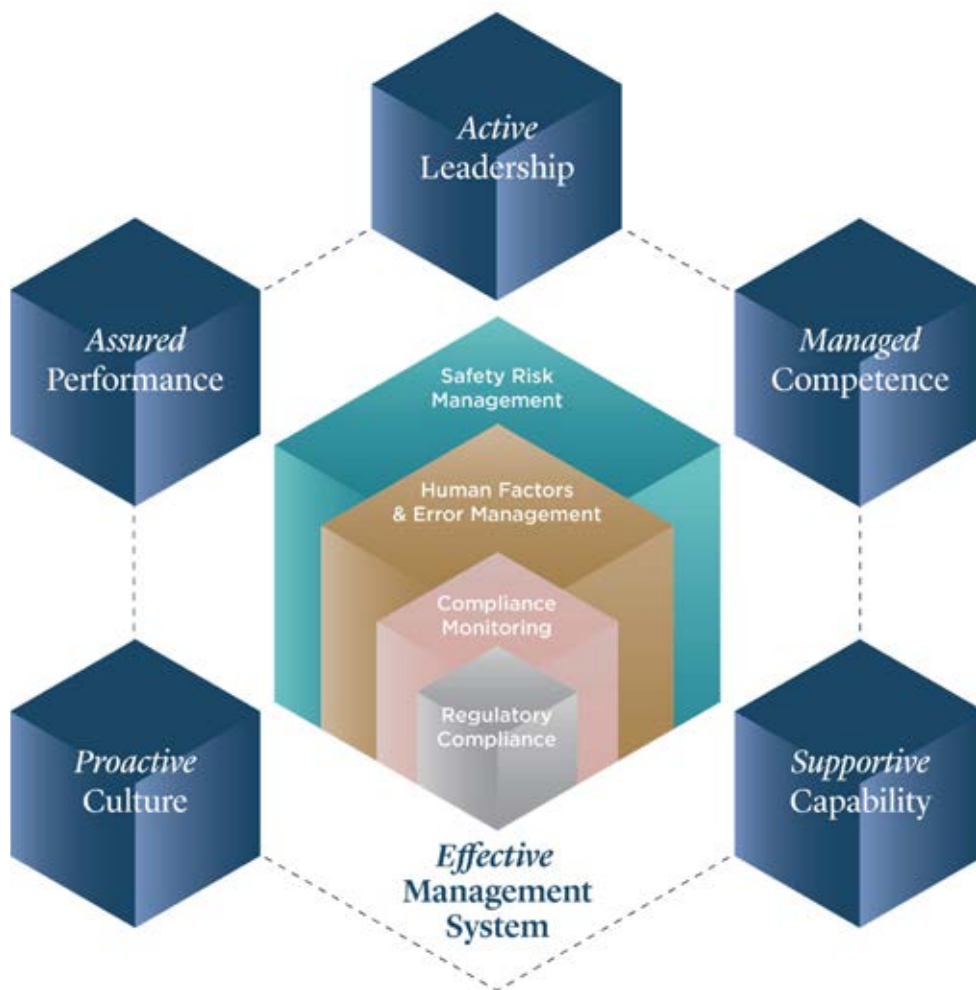 Active
Leadership
Assured
Performance
Managed
Competence
Safety Risk
Management
Human Factors
& Error Management
Compliance
Monitoring
Regulatory
Compliance
Proactive
Culture
Supportive
Capability
Effective
Management
System